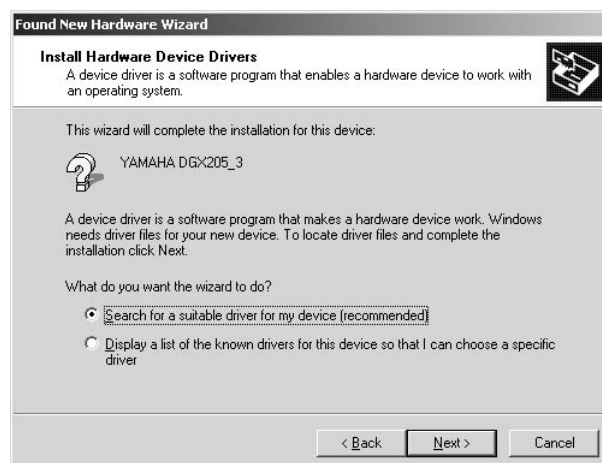 Found New Hardware Wizard
Install Hardware Device Drivers
A device driver is a software program that enables a hardware device to work with
an operating system.
This wizard will complete the installation for this device:
YAMAHA DGX205_3
A device driver is a software program that makes a hardware device work. Windows
needs driver files for your new device. To locate driver files and complete the
installation click Next.
What do you want the wizard to do?
Search for a suitable driver for my device (recommended)
Display a list of the known drivers for this device so that I can choose a specific
driver
< Back
Next >
Cancel